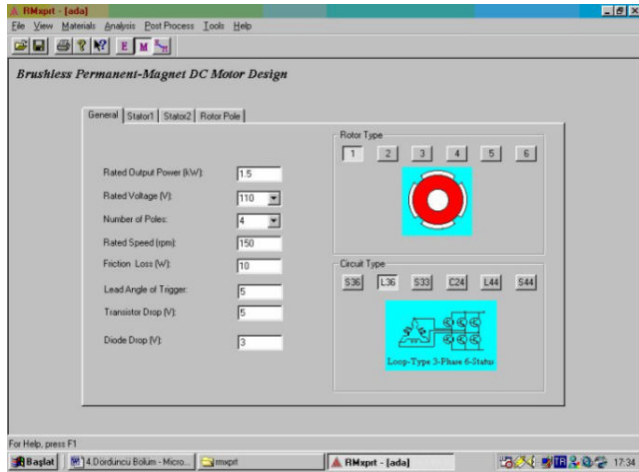 RMxprt - [ada]
File View Materials Analysis Post Process Tools Help
E M
Brushless Permanent-Magnet DC Motor Design
General Stator1 Stator2 Rotor Pole
Rated Output Power (kW): 1.5
Rated Voltage (V): 110
Number of Poles: 4
Rated Speed (rpm): 150
Friction Loss (W): 10
Lead Angle of Trigger: 5
Transistor Drop (V): 5
Diode Drop (V): 3
Rotor Type
1 2 3 4 5 6
Circuit Type
S36 L36 S33 C24 L44 S44
Loop-Type 3-Phase 6-Status
For Help, press F1
Başlat 4.Dördüncü Bölüm - Micro... RMxprt - [ada] 17:34